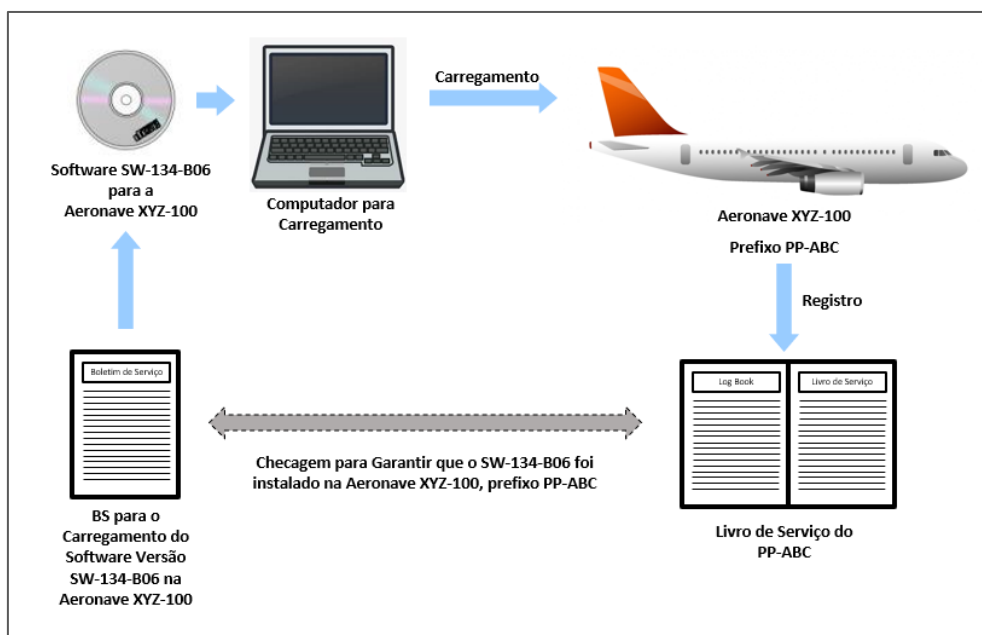 Carregamento
Software SW-134-B06
para a
Aeronave XYZ-100
Computador para
Carregamento
Aeronave XYZ-100
Prefixo PP-ABC
Registro
Boletim de Serviço
Log Book
Livro de Serviço
Checagem para Garantir que o SW-134-B06 foi
instalado na Aeronave XYZ-100, prefixo PP-ABC
BS para o
Carregamento do
Software Versão
SW-134-B06 na
Aeronave XYZ-100
Livro de Serviço do
PP-ABC